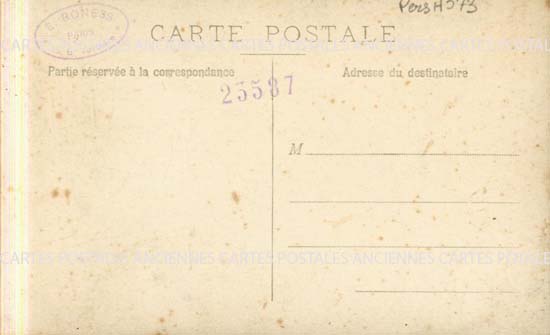 Pers H 573
CARTE POSTALE
Partie réservée à la correspondance
Adresse du destinataire
23587
M
CARTES POSTALES ANCIENNES CARTES POSTALES ANCIENNES CARTES POSTALES